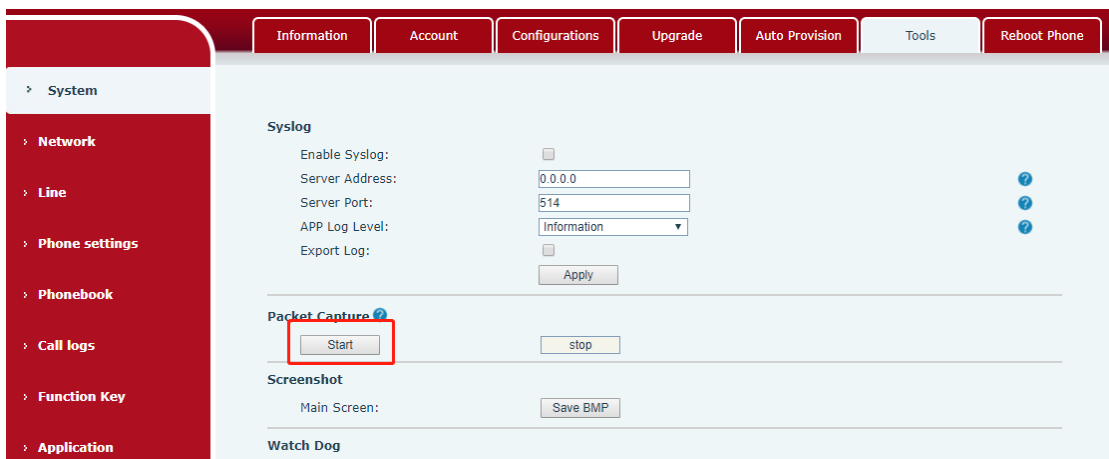 Information Account Configurations Upgrade Auto Provision Tools Reboot Phone
System
Network
Line
Phone settings
Phonebook
Call logs
Function Key
Application
Syslog
Enable Syslog:
Server Address: 0.0.0.0
Server Port: 514
APP Log Level: Information
Export Log:
Apply
Packet Capture
Start stop
Screenshot
Main Screen: Save BMP
Watch Dog